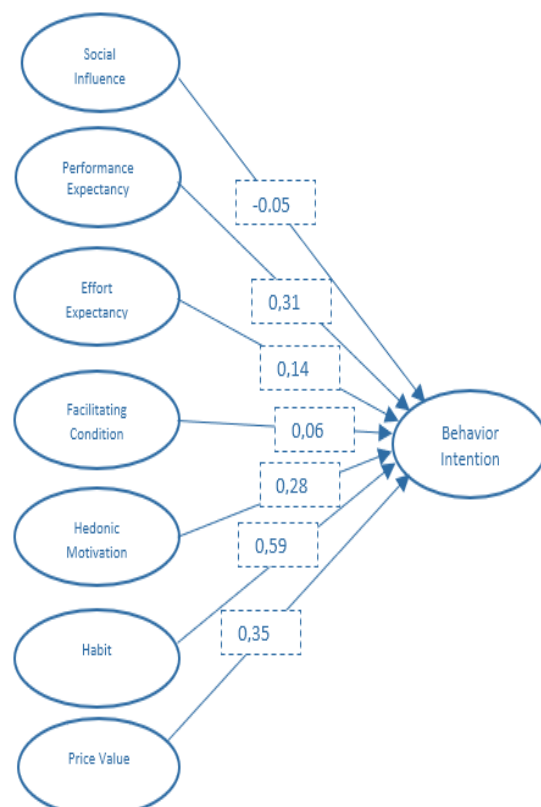 Social
Influence
Performance
Expectancy
-0.05
Effort
Expectancy
0,31
0,14
Facilitating
Condition
0,06
Behavior
Intention
0,28
Hedonic
Motivation
0,59
Habit
0,35
Price Value